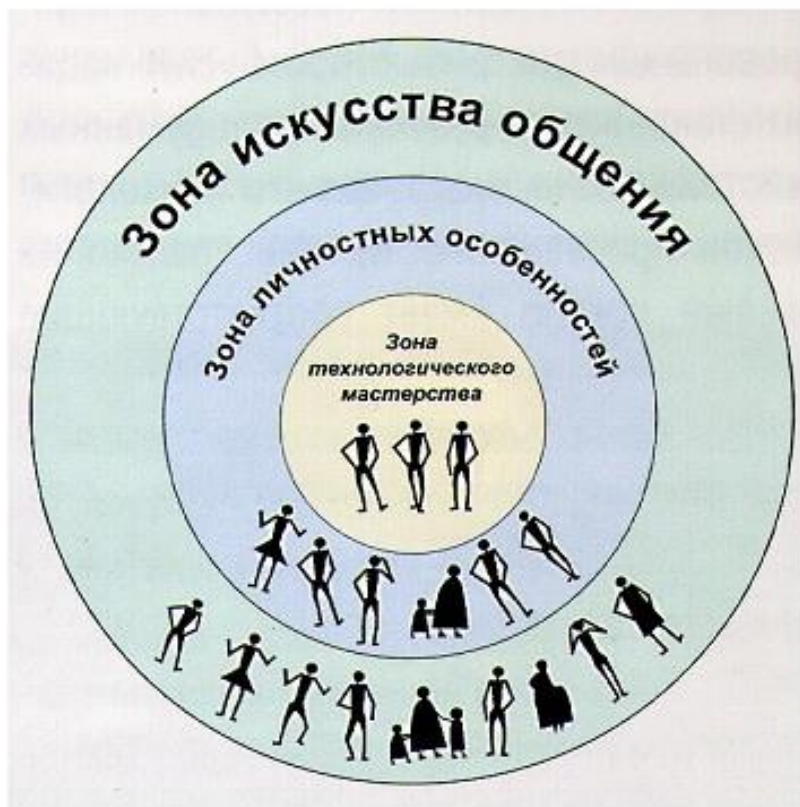 Зона искусства общения
Зона личностных особенностей
Зона
технологического
мастерства